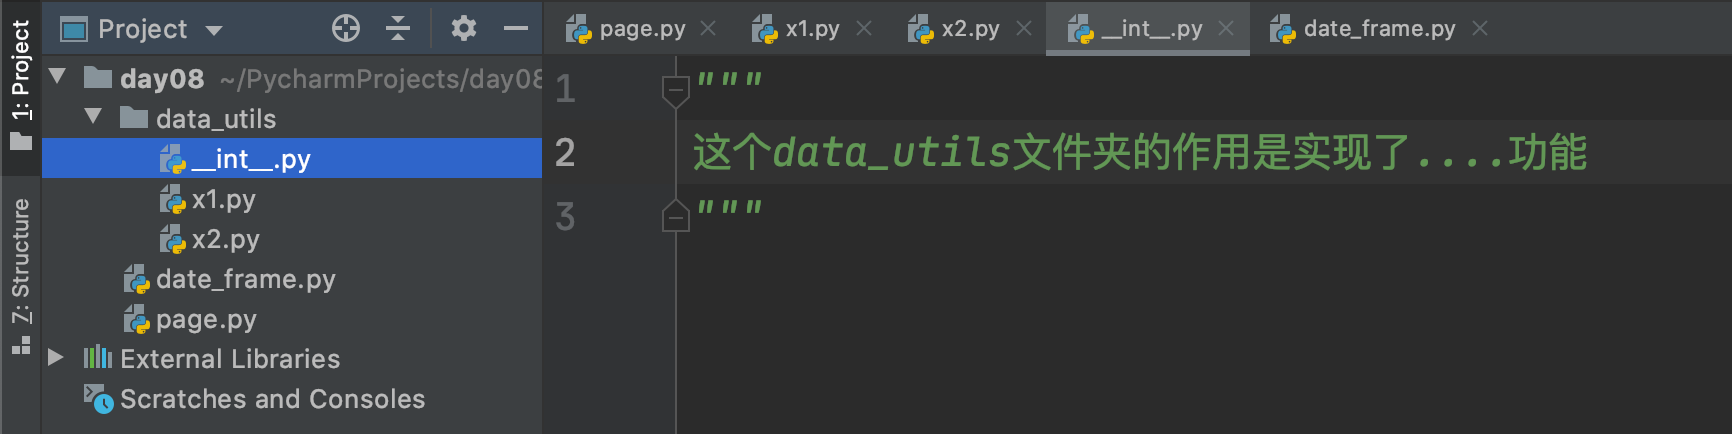 1: Project
Z: Structure
Project
day08 ~/PycharmProjects/day08
data_utils
__int__.py
x1.py
x2.py
date_frame.py
page.py
External Libraries
Scratches and Consoles
page.py x1.py x2.py __int__.py date_frame.py
1 """
2 这个data_utils文件夹的作用是实现了....功能
3 """